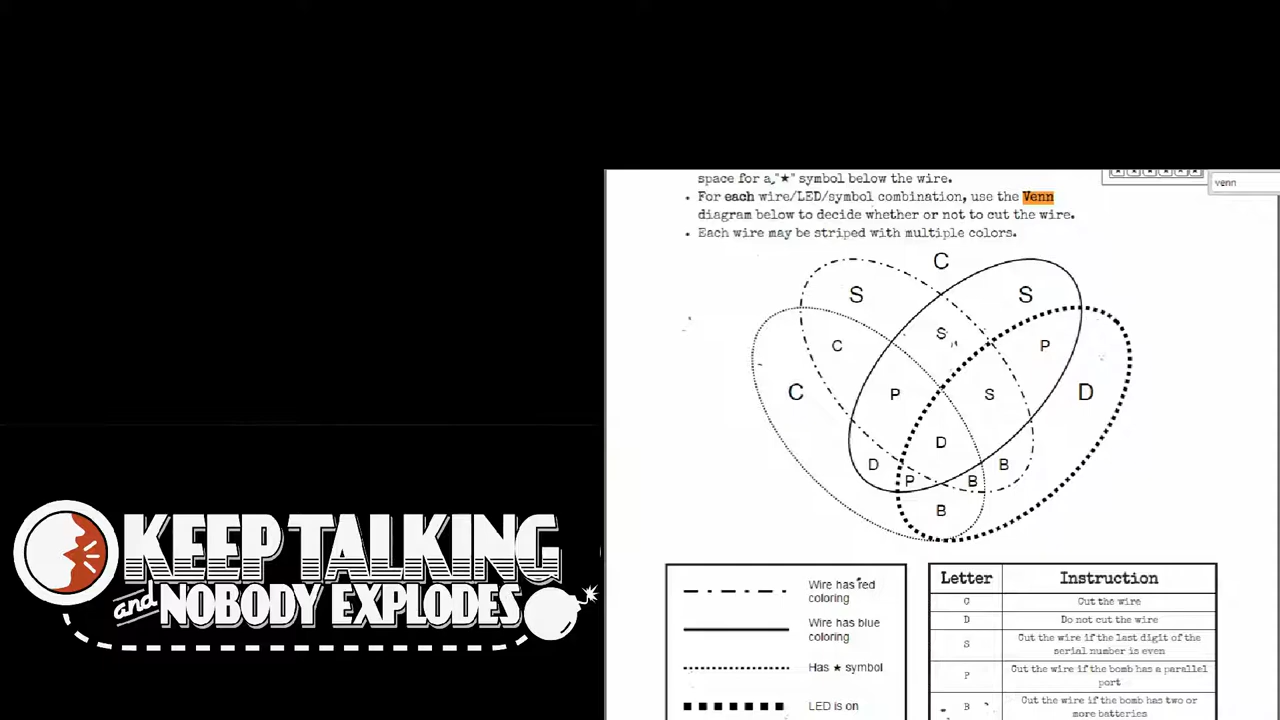 space for a "★" symbol below the wire.
venn
• For each wire/LED/symbol combination, use the Venn
diagram below to decide whether or not to cut the wire.
• Each wire may be striped with multiple colors.
C
S
S
S
C
P
C
P
S
D
D
D
B
P
B
B
Wire has red
coloring
Wire has blue
coloring
Has ★ symbol
LED is on
Letter Instruction
C Cut the wire
D Do not cut the wire
S Cut the wire if the last digit of the
serial number is even
P Cut the wire if the bomb has a parallel
port
B Cut the wire if the bomb has two or
more batteries
KEEP TALKING
and NOBODY EXPLODES